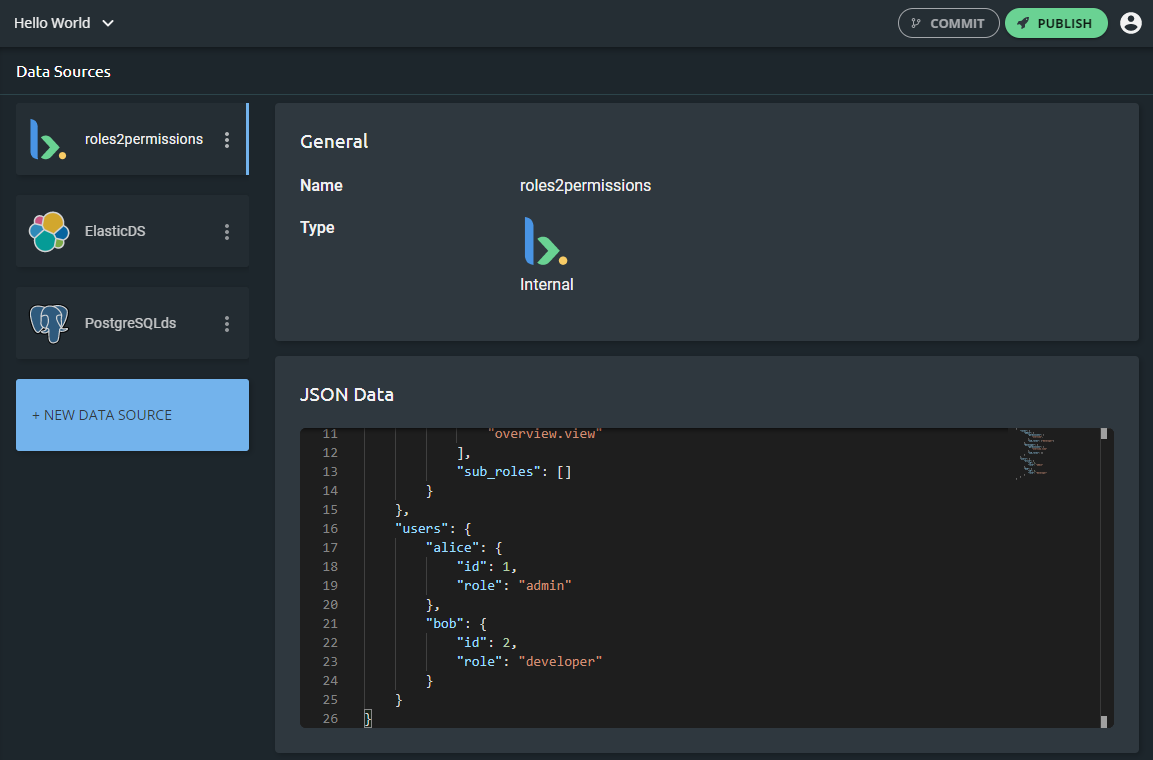 Hello World
COMMIT
PUBLISH
Data Sources
roles2permissions
ElasticDS
PostgreSQLds
+ NEW DATA SOURCE
General
Name roles2permissions
Type
Internal
JSON Data
11 "overview.view"
12 ],
13 "sub_roles": []
14 }
15 },
16 "users": {
17 "alice": {
18 "id": 1,
19 "role": "admin"
20 },
21 "bob": {
22 "id": 2,
23 "role": "developer"
24 }
25 }
26 }